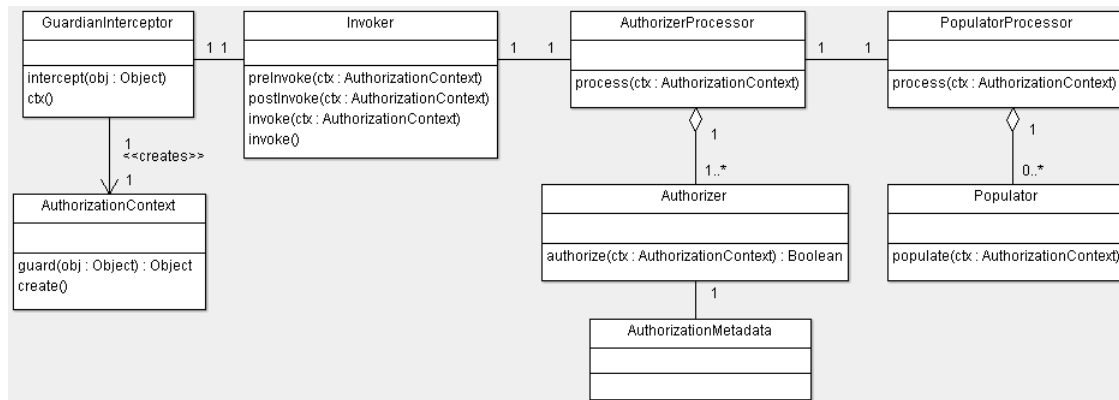 GuardianInterceptor
intercept(obj : Object)
ctx()
1
1
Invoker
preInvoke(ctx : AuthorizationContext)
postInvoke(ctx : AuthorizationContext)
invoke(ctx : AuthorizationContext)
invoke()
1
1
AuthorizerProcessor
process(ctx : AuthorizationContext)
1
1
PopulatorProcessor
process(ctx : AuthorizationContext)
1
<<creates>>
1
AuthorizationContext
guard(obj : Object) : Object
create()
1
1..*
Authorizer
authorize(ctx : AuthorizationContext) : Boolean
1
AuthorizationMetadata
1
0..*
Populator
populate(ctx : AuthorizationContext)